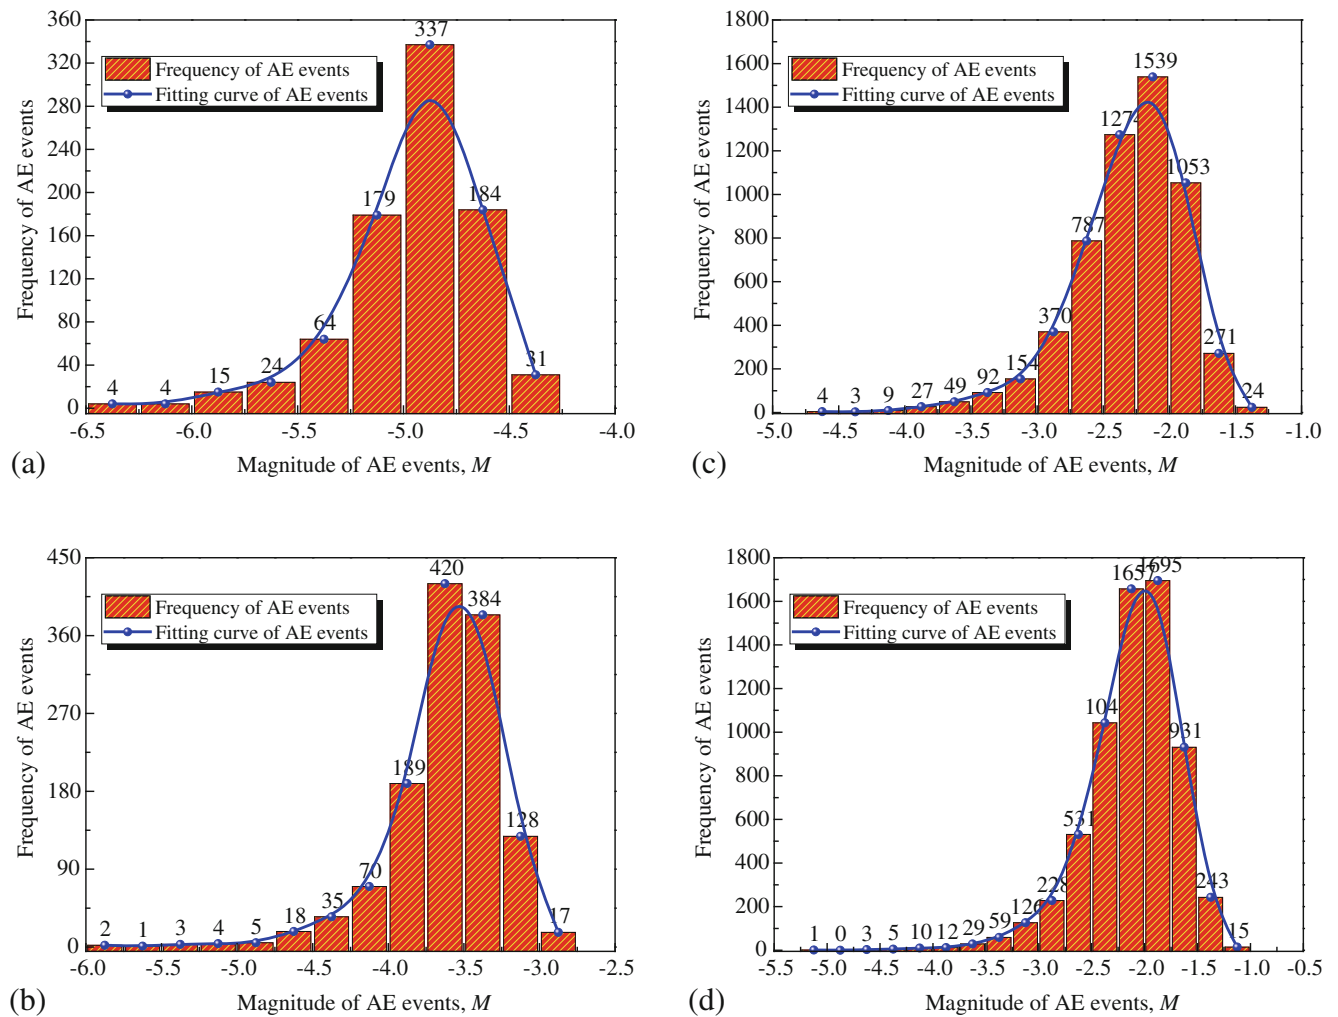 360
320
280
240
200
160
120
80
40
0
Frequency of AE events
Frequency of AE events
Fitting curve of AE events
4 4 15 24 64 179 337 184 31
-6.5 -6.0 -5.5 -5.0 -4.5 -4.0
(a) Magnitude of AE events, M
1800
1600
1400
1200
1000
800
600
400
200
0
Frequency of AE events
Frequency of AE events
Fitting curve of AE events
4 3 9 27 49 92 154 370 787 1274 1539 1053 271 24
-5.0 -4.5 -4.0 -3.5 -3.0 -2.5 -2.0 -1.5 -1.0
(c) Magnitude of AE events, M
450
360
270
180
90
0
Frequency of AE events
Frequency of AE events
Fitting curve of AE events
2 1 3 4 5 18 35 70 189 420 384 128 17
-6.0 -5.5 -5.0 -4.5 -4.0 -3.5 -3.0 -2.5
(b) Magnitude of AE events, M
1800
1600
1400
1200
1000
800
600
400
200
0
Frequency of AE events
Frequency of AE events
Fitting curve of AE events
1 0 3 5 10 12 29 59 126 228 531 104 1657 1695 931 243 15
-5.5 -5.0 -4.5 -4.0 -3.5 -3.0 -2.5 -2.0 -1.5 -1.0 -0.5
(d) Magnitude of AE events, M